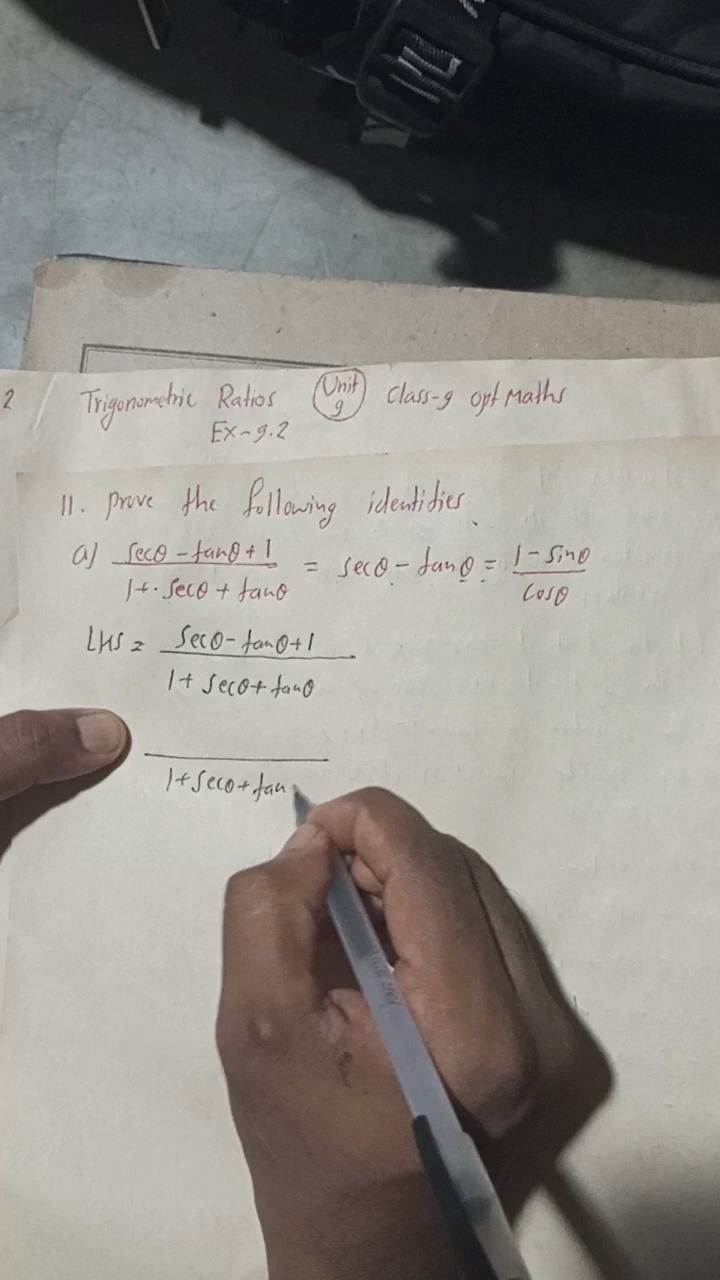 2 Trigonometric Ratios Unit 9 Class-9 opt Maths
Ex-9.2
11. prove the following identities.
a) secθ - tanθ + 1 / 1 + secθ + tanθ = secθ - tanθ = 1 - sinθ / cosθ
LHS = secθ - tanθ + 1 / 1 + secθ + tanθ
1 + secθ + tan